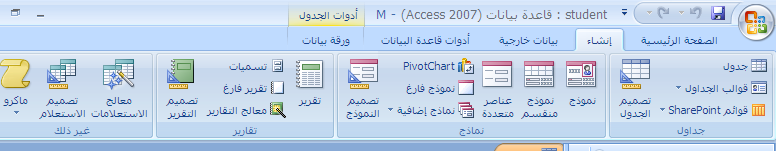 student : قاعدة بيانات (Access 2007) - M
أدوات الجدول
الصفحة الرئيسية
إنشاء
بيانات خارجية
أدوات قاعدة البيانات
ورقة بيانات
جدول
قوالب الجداول
قوائم SharePoint
تصميم الجدول
جداول
نموذج
نموذج منقسم
عناصر متعددة
PivotChart
نموذج فارغ
نماذج إضافية
تصميم النموذج
نماذج
تقرير
تسميات
تقرير فارغ
معالج التقارير
تصميم التقرير
تقارير
معالج الاستعلامات
تصميم الاستعلام
ماكرو
غير ذلك